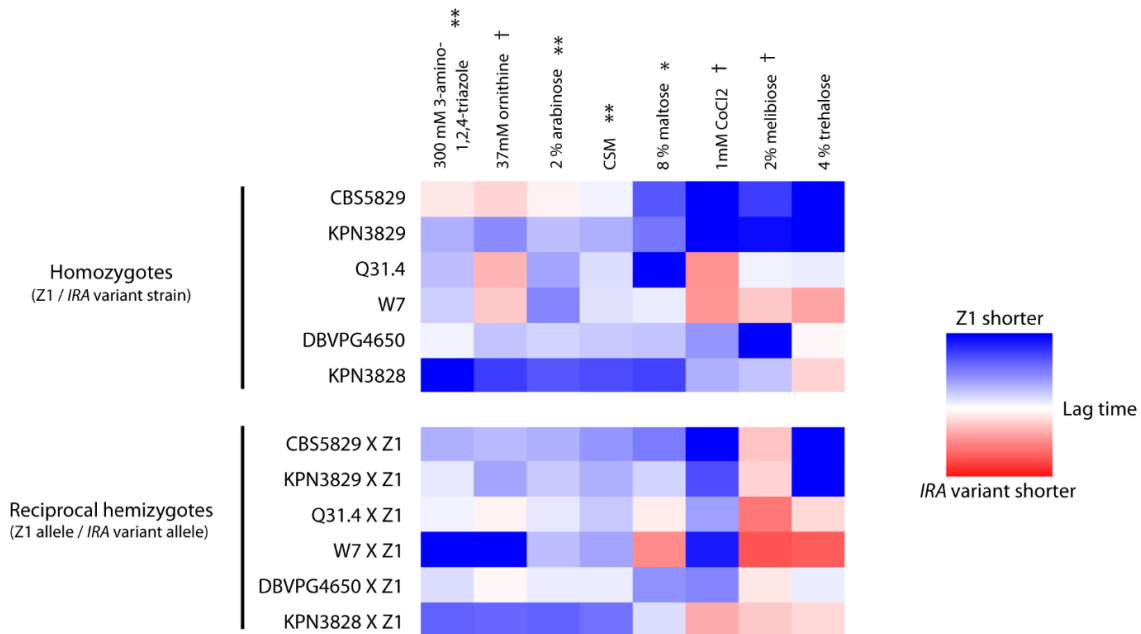 300 mM 3-amino- **
1,2,4-triazole
37mM ornithine †
2 % arabinose **
CSM **
8 % maltose *
1mM CoCl2 †
2% melibiose †
4 % trehalose
Homozygotes
(Z1 / IRA variant strain)
CBS5829
KPN3829
Q31.4
W7
DBVPG4650
KPN3828
Reciprocal hemizygotes
(Z1 allele / IRA variant allele)
CBS5829 X Z1
KPN3829 X Z1
Q31.4 X Z1
W7 X Z1
DBVPG4650 X Z1
KPN3828 X Z1
Z1 shorter
Lag time
IRA variant shorter